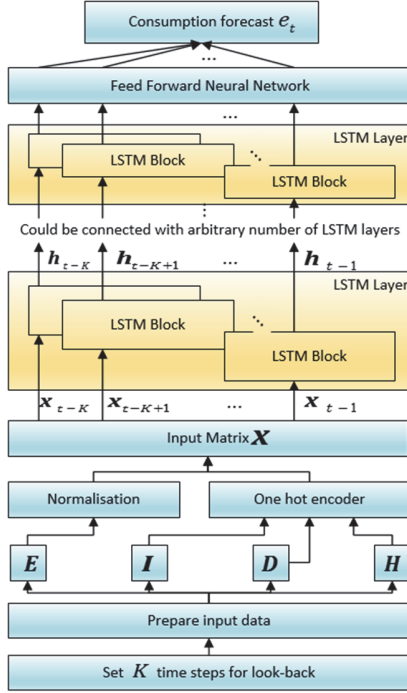 Consumption forecast e_t
...
Feed Forward Neural Network
...
LSTM Layer
LSTM Block
LSTM Block
Could be connected with arbitrary number of LSTM layers
h_{t-K} h_{t-K+1} ... h_{t-1}
LSTM Layer
LSTM Block
LSTM Block
x_{t-K} x_{t-K+1} ... x_{t-1}
Input Matrix X
Normalisation One hot encoder
E I D H
Prepare input data
Set K time steps for look-back